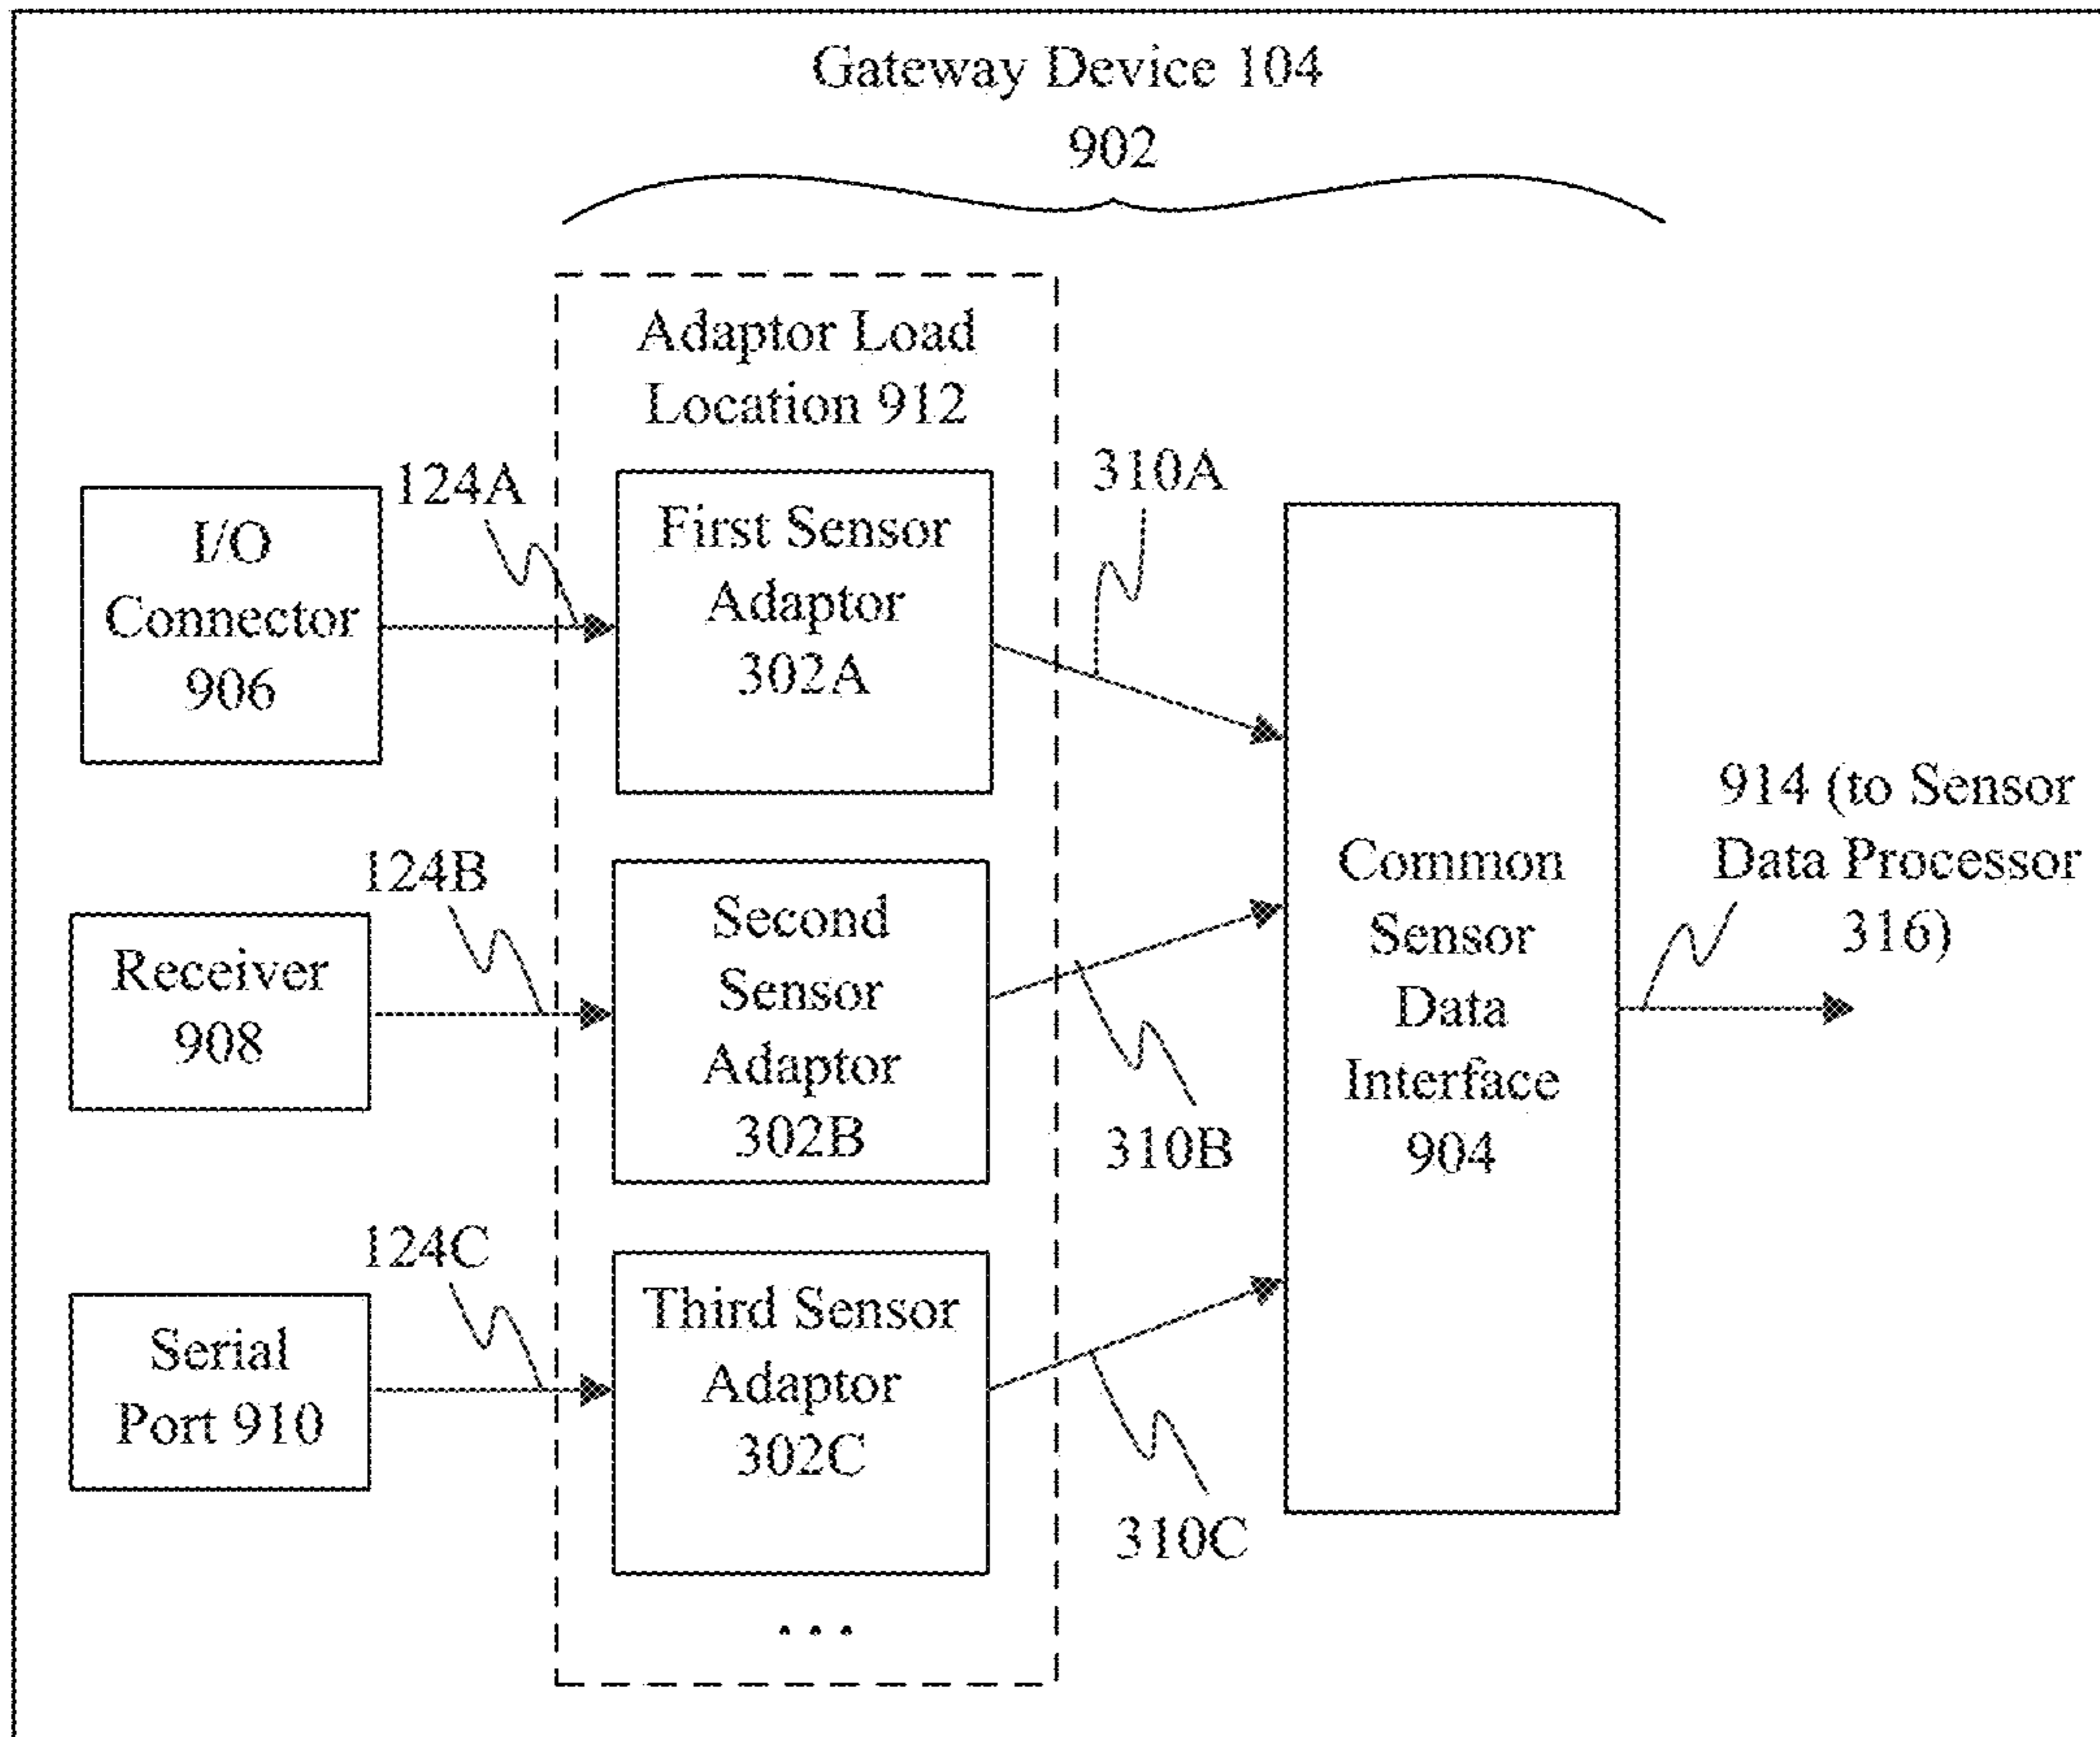 Gateway Device 104
902
Adaptor Load
Location 912
124A
310A
I/O
Connector
906
First Sensor
Adaptor
302A
914 (to Sensor
Data Processor
316)
Common
Sensor
Data
Interface
904
124B
Receiver
908
Second
Sensor
Adaptor
302B
310B
124C
Serial
Port 910
Third Sensor
Adaptor
302C
310C
...